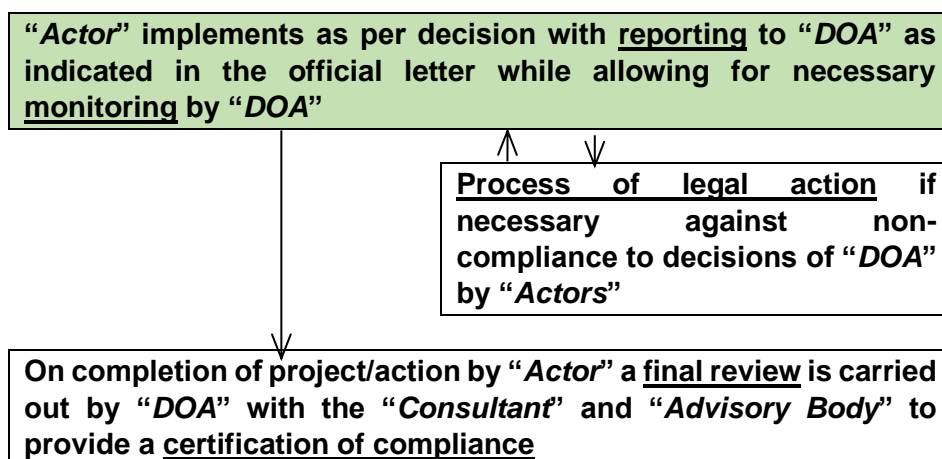 “Actor” implements as per decision with reporting to “DOA” as
indicated in the official letter while allowing for necessary
monitoring by “DOA”
Process of legal action if
necessary against non-
compliance to decisions of “DOA”
by “Actors”
On completion of project/action by “Actor” a final review is carried
out by “DOA” with the “Consultant” and “Advisory Body” to
provide a certification of compliance